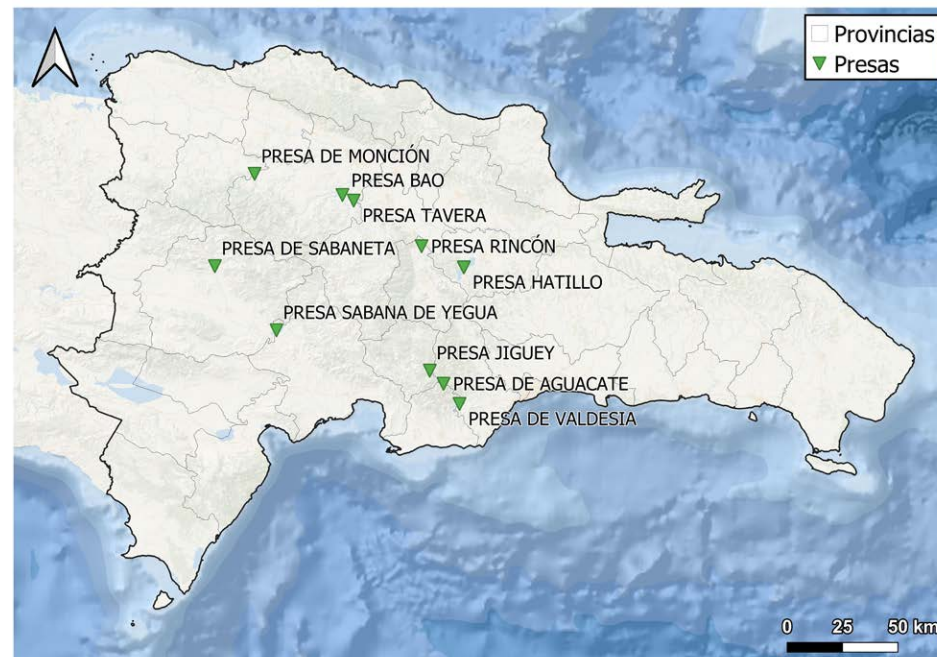 Provincias
Presas
PRESA DE MONCIÓN
PRESA BAO
PRESA TAVERA
PRESA DE SABANETA
PRESA RINCÓN
PRESA HATILLO
PRESA SABANA DE YEGUA
PRESA JIGUEY
PRESA DE AGUACATE
PRESA DE VALDESIA
0 25 50 km